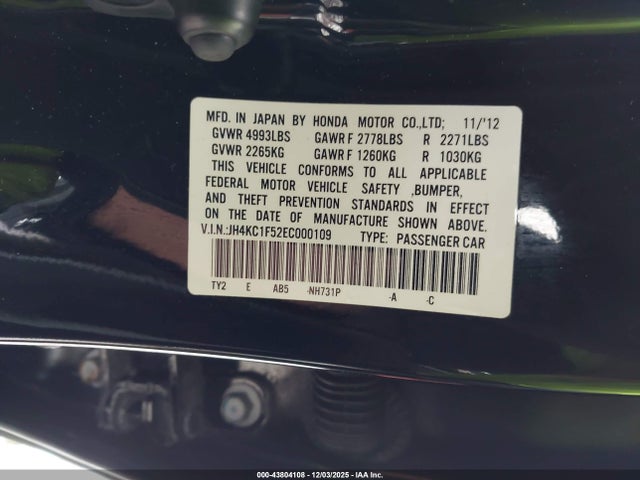 MFD. IN JAPAN BY HONDA MOTOR CO.,LTD; 11/'12
GVWR 4993LBS GAWR F 2778LBS R 2271LBS
GVWR 2265KG GAWR F 1260KG R 1030KG
THIS VEHICLE CONFORMS TO ALL APPLICABLE
FEDERAL MOTOR VEHICLE SAFETY ,BUMPER,
AND THEFT PREVENTION STANDARDS IN EFFECT
ON THE DATE OF MANUFACTURE SHOWN ABOVE.
V.I.N.:JH4KC1F52EC000109 TYPE: PASSENGER CAR
TY2 E AB5 -NH731P -A -C
000-43804108 - 12/03/2025 - IAA Inc.